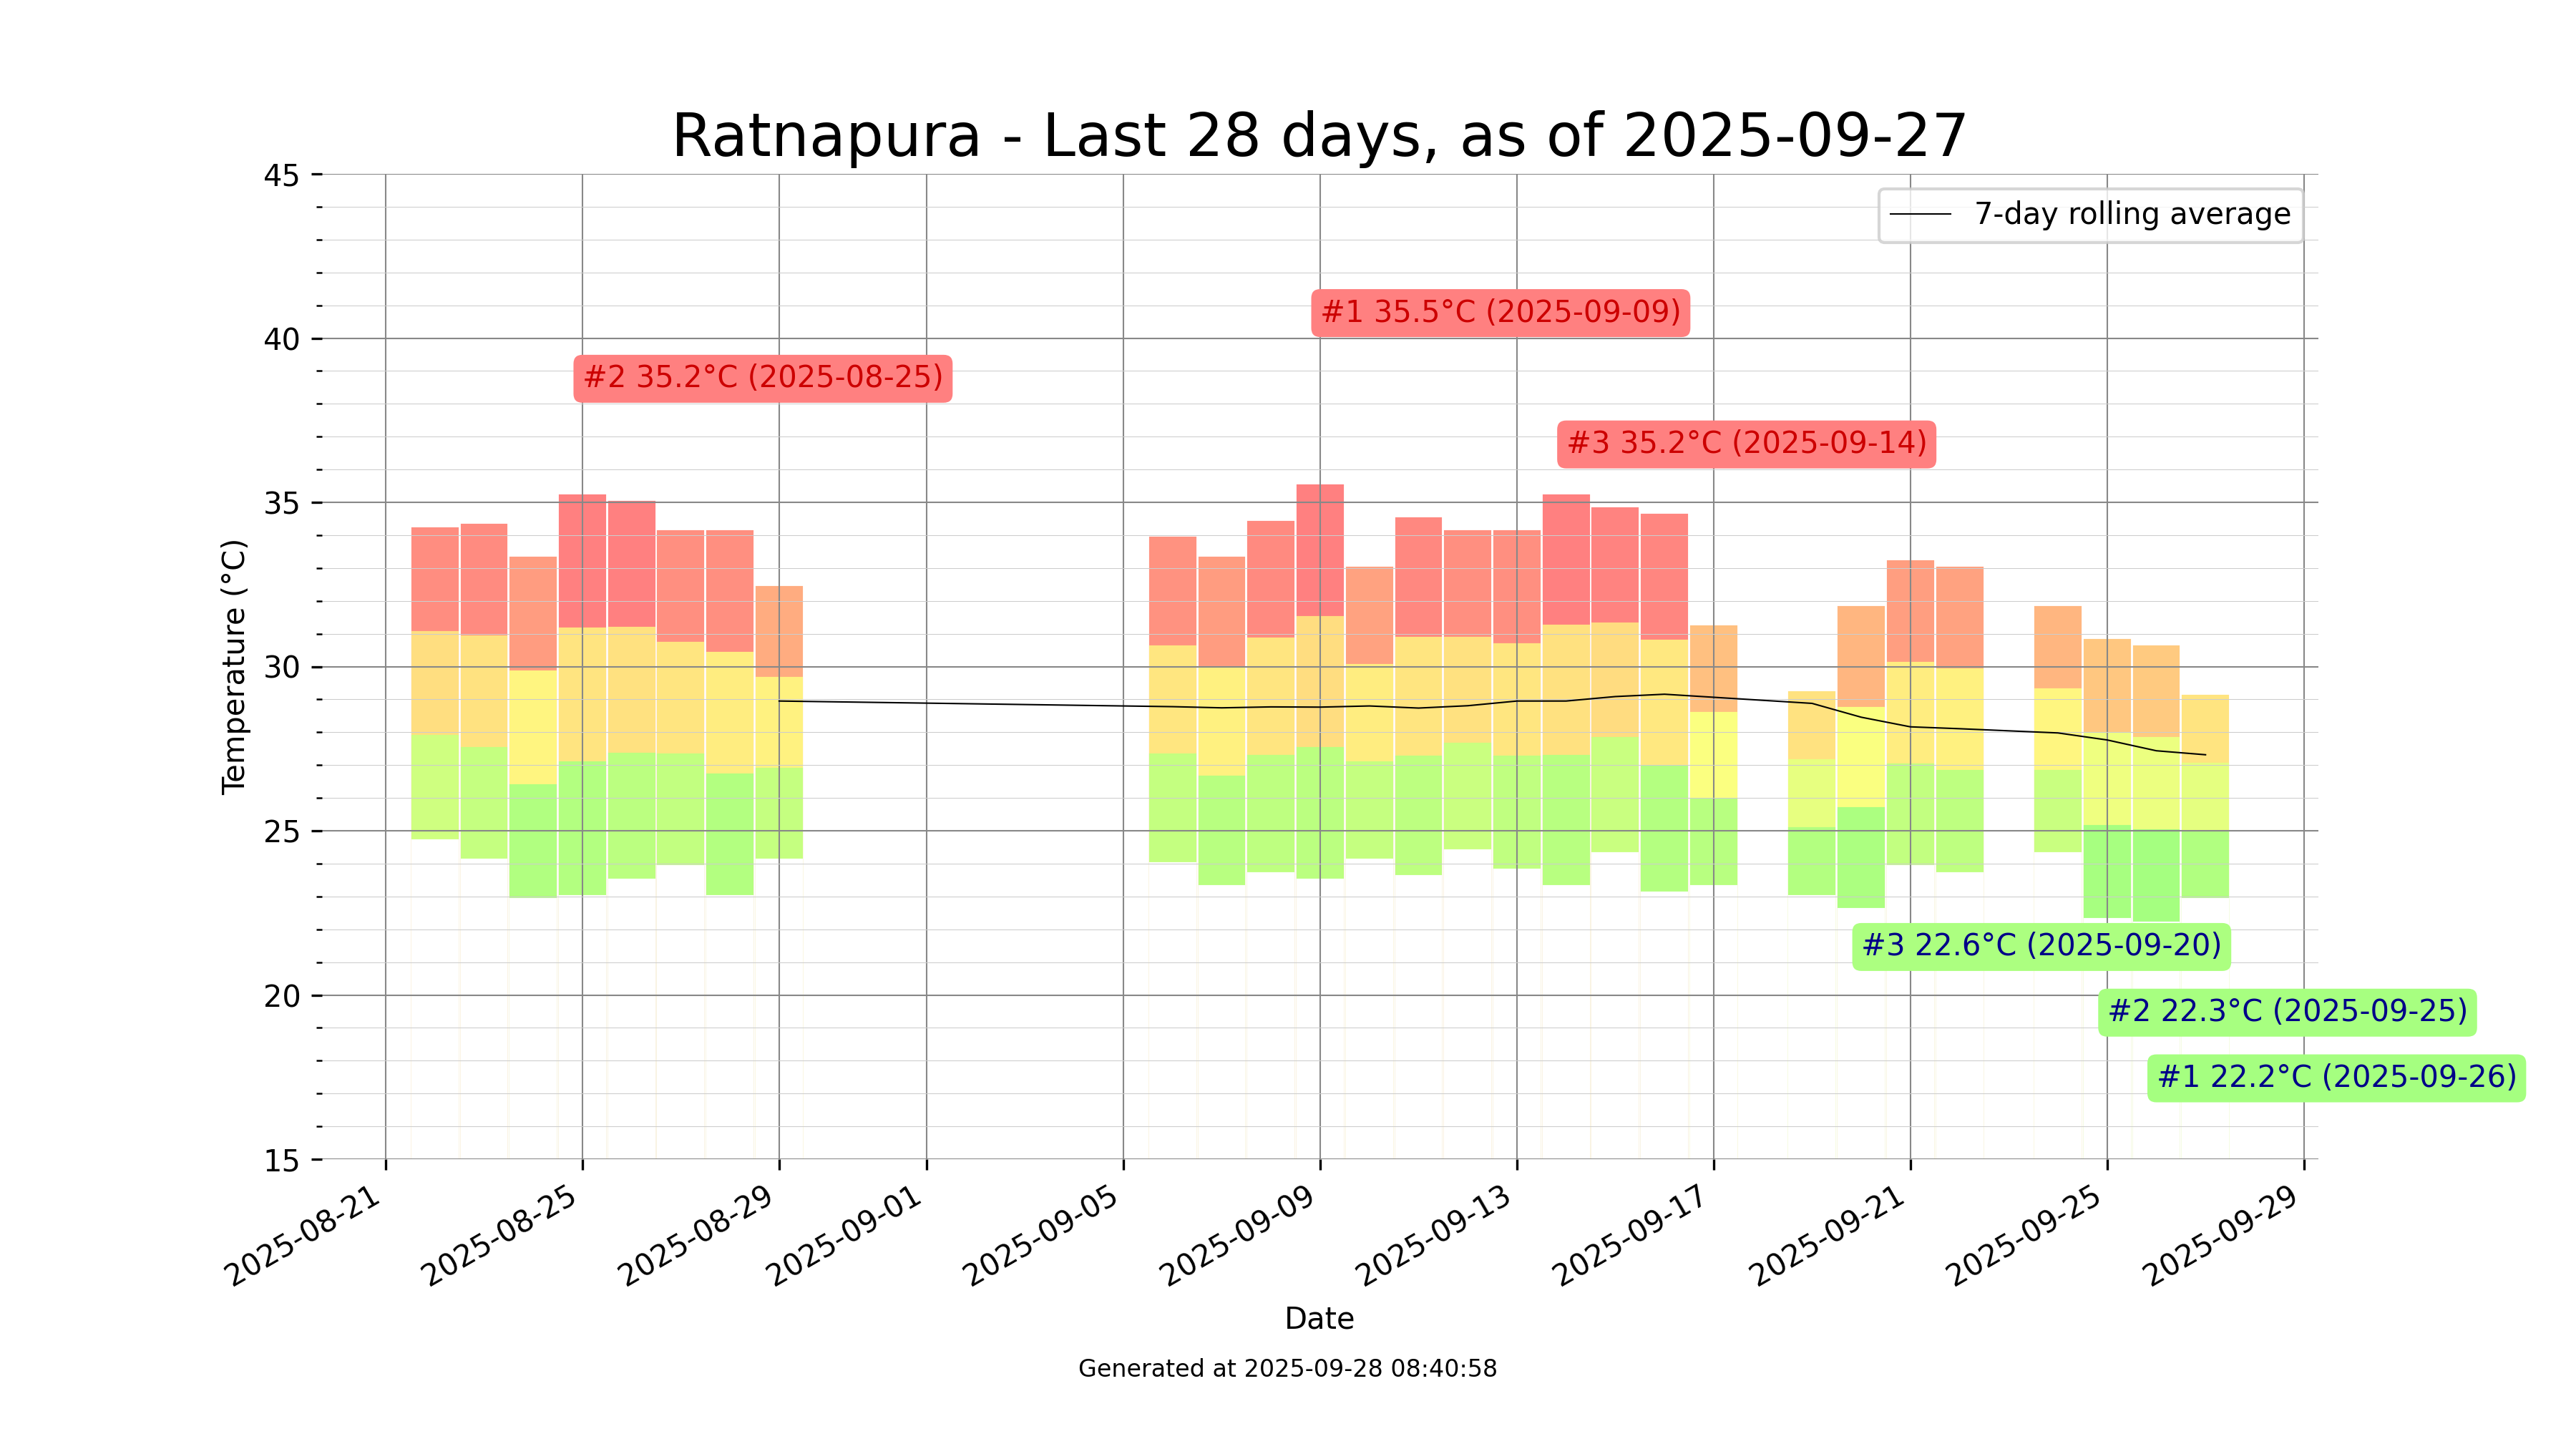 Ratnapura - Last 28 days, as of 2025-09-27
7-day rolling average
#1 35.5°C (2025-09-09)
#2 35.2°C (2025-08-25)
#3 35.2°C (2025-09-14)
#3 22.6°C (2025-09-20)
#2 22.3°C (2025-09-25)
#1 22.2°C (2025-09-26)
Temperature (°C)
45
40
35
30
25
20
15
2025-08-21
2025-08-25
2025-08-29
2025-09-01
2025-09-05
2025-09-09
2025-09-13
2025-09-17
2025-09-21
2025-09-25
2025-09-29
Date
Generated at 2025-09-28 08:40:58